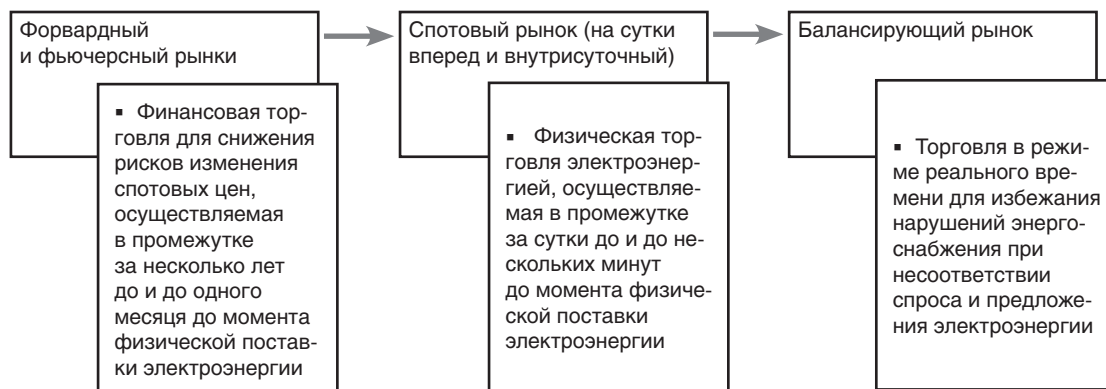 Форвардный
и фьючерсный рынки
▪ Финансовая тор-
говля для снижения
рисков изменения
спотовых цен,
осуществляемая
в промежутке
за несколько лет
до и до одного
месяця до момента
физической постав-
ки электроэнергии
Спотовый рынок (на сутки
вперед и внутрисуточный)
▪ Физическая тор-
говля электроэнер-
гией, осуществляе-
мая в промежутке
за сутки до и до не-
скольких минут
до момента физиче-
ской поставки
электроэнергии
Балансирующий рынок
▪ Торговля в режи-
ме реального вре-
мени для избежания
нарушений энерго-
снабжения при
несоответствии
спроса и предложе-
ния электроэнергии